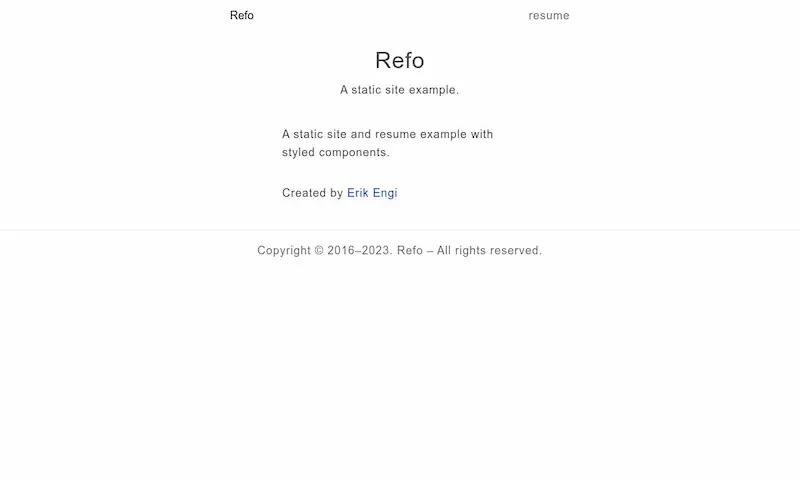 Refo
resume
Refo
A static site example.
A static site and resume example with
styled components.
Created by Erik Engi
Copyright © 2016–2023. Refo – All rights reserved.